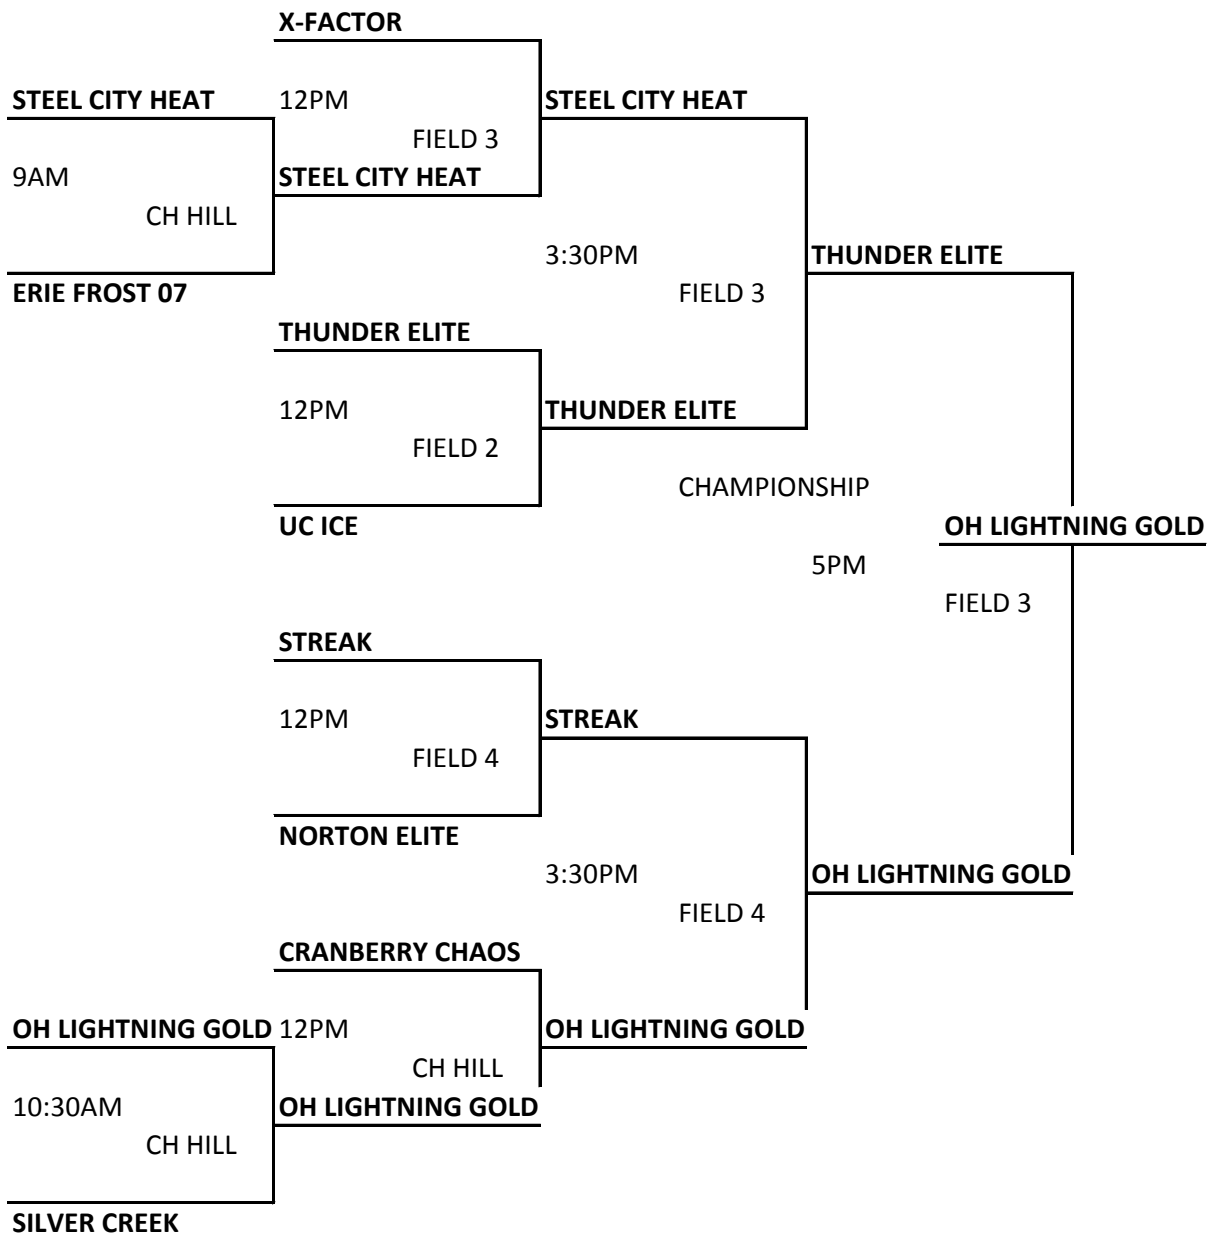 X-FACTOR
STEEL CITY HEAT 12PM STEEL CITY HEAT
FIELD 3
9AM STEEL CITY HEAT
CH HILL
3:30PM THUNDER ELITE
ERIE FROST 07 FIELD 3
THUNDER ELITE
12PM THUNDER ELITE
FIELD 2
CHAMPIONSHIP
UC ICE OH LIGHTNING GOLD
5PM
FIELD 3
STREAK
12PM STREAK
FIELD 4
NORTON ELITE
3:30PM OH LIGHTNING GOLD
FIELD 4
CRANBERRY CHAOS
OH LIGHTNING GOLD 12PM OH LIGHTNING GOLD
CH HILL
10:30AM OH LIGHTNING GOLD
CH HILL
SILVER CREEK